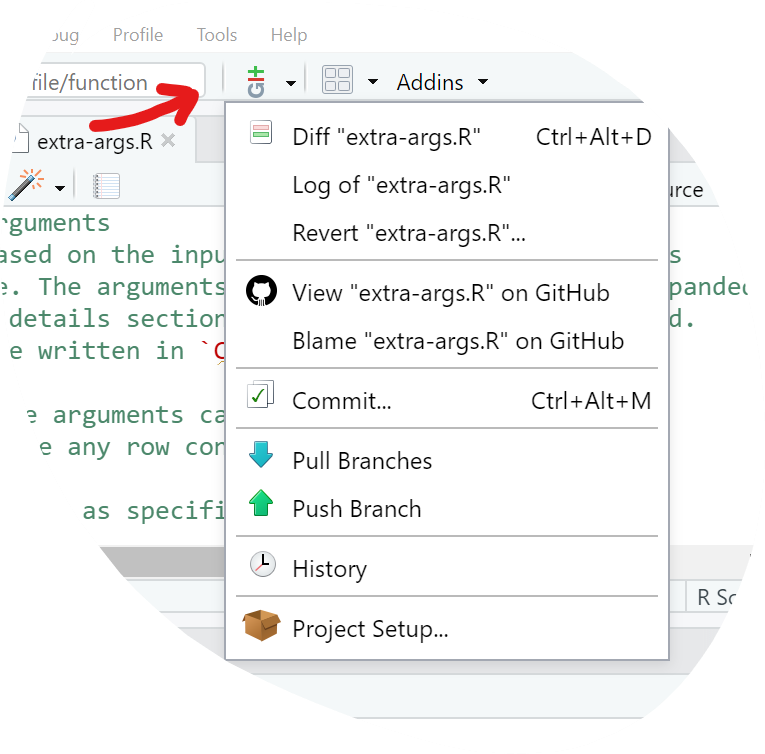 Profile Tools Help
file/function Addins
extra-args.R
Diff "extra-args.R" Ctrl+Alt+D
Log of "extra-args.R"
Revert "extra-args.R"...
View "extra-args.R" on GitHub
Blame "extra-args.R" on GitHub
Commit... Ctrl+Alt+M
Pull Branches
Push Branch
History
Project Setup...
rguments
ased on the inpu s
e. The arguments panded
details section d.
e written in `C
e arguments ca
e any row con
as specifi
R Sc